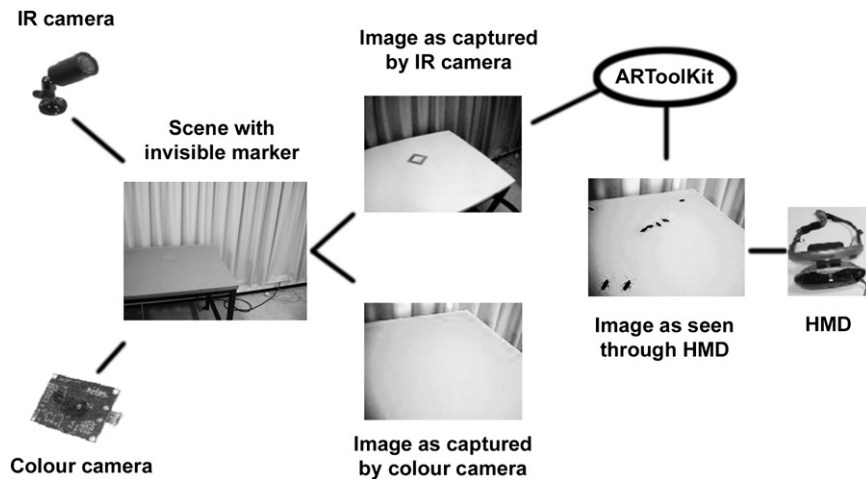 IR camera
Scene with
invisible marker
Colour camera
Image as captured
by IR camera
Image as captured
by colour camera
ARToolKit
Image as seen
through HMD
HMD